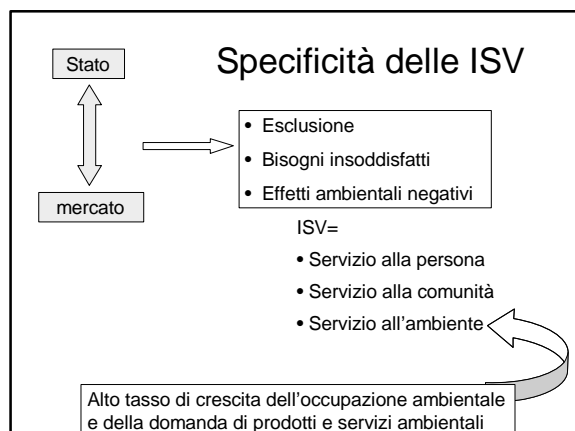 Stato
Specificità delle ISV
• Esclusione
• Bisogni insoddisfatti
• Effetti ambientali negativi
mercato
ISV=
• Servizio alla persona
• Servizio alla comunità
• Servizio all'ambiente
Alto tasso di crescita dell'occupazione ambientale
e della domanda di prodotti e servizi ambientali